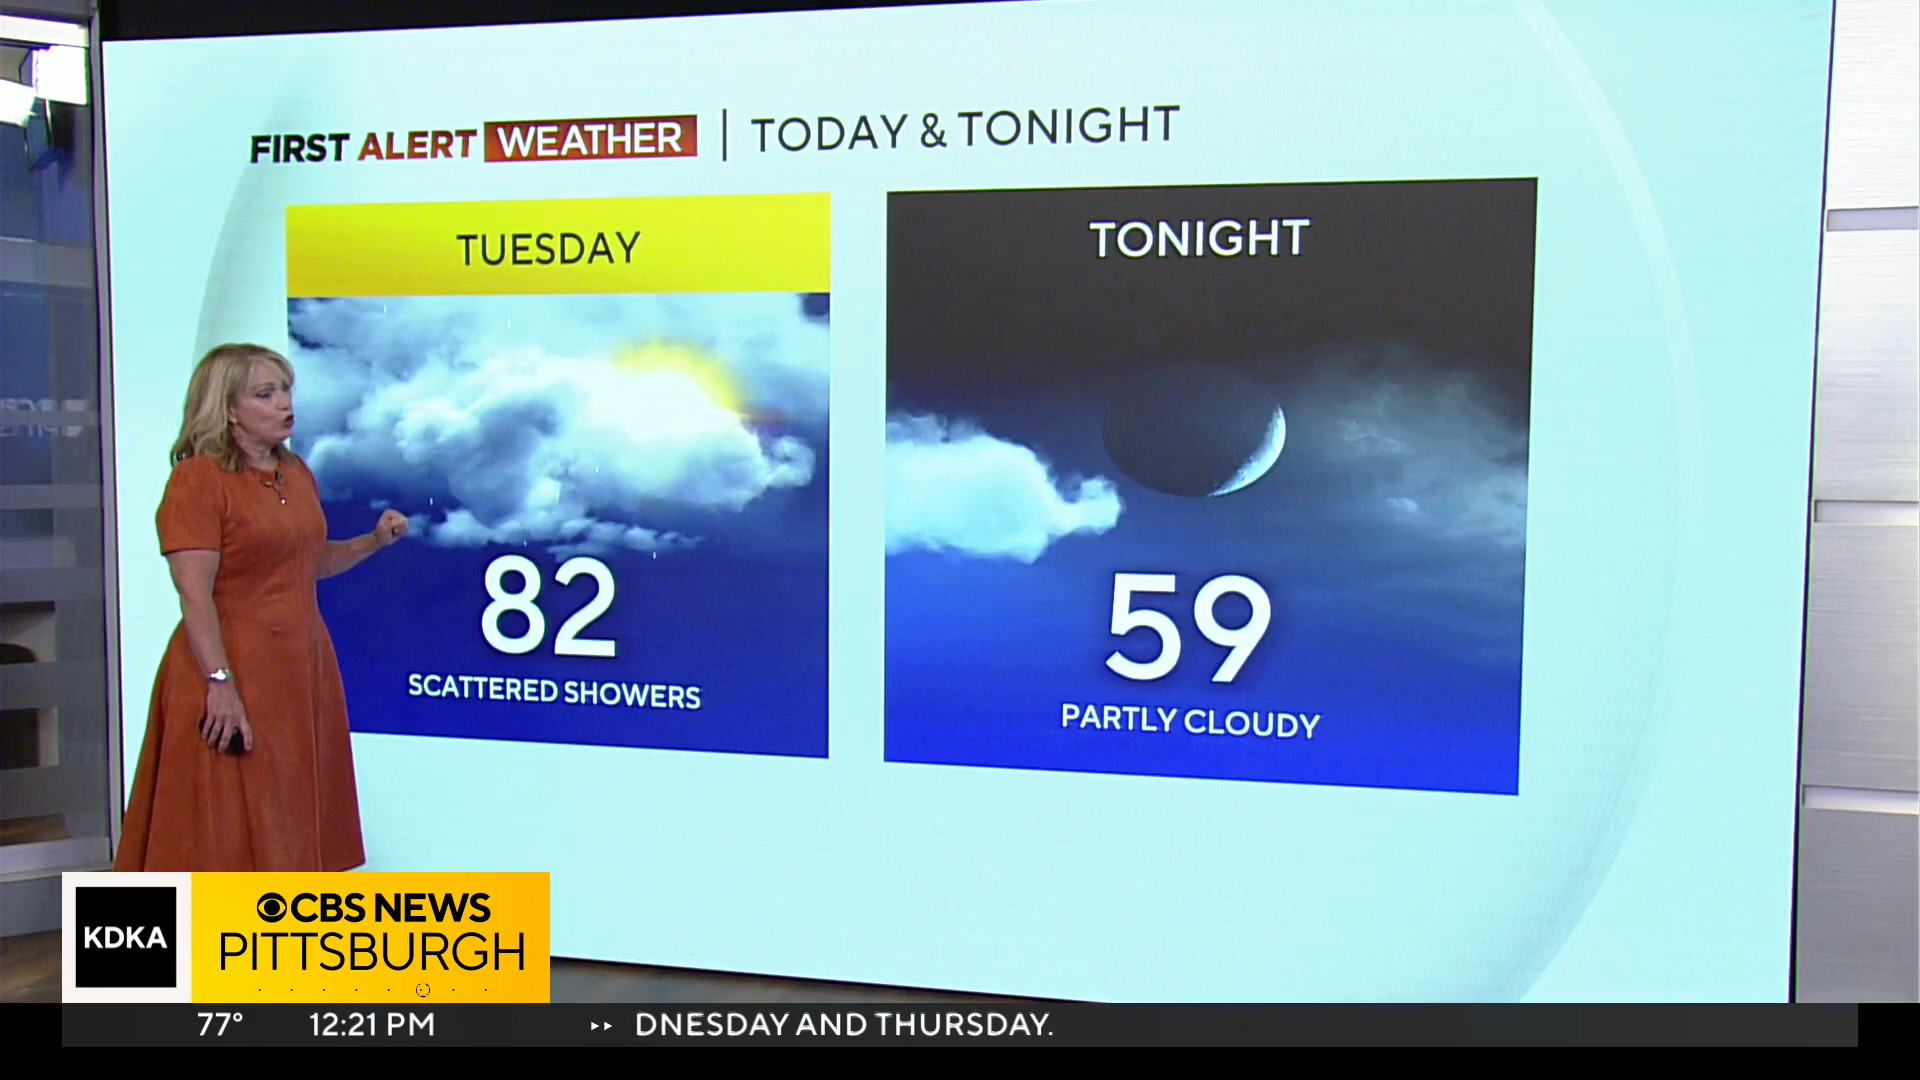 FIRST ALERT WEATHER | TODAY & TONIGHT
TUESDAY
82
SCATTERED SHOWERS
TONIGHT
59
PARTLY CLOUDY
KDKA
CBS NEWS
PITTSBURGH
77° 12:21 PM DNESDAY AND THURSDAY.